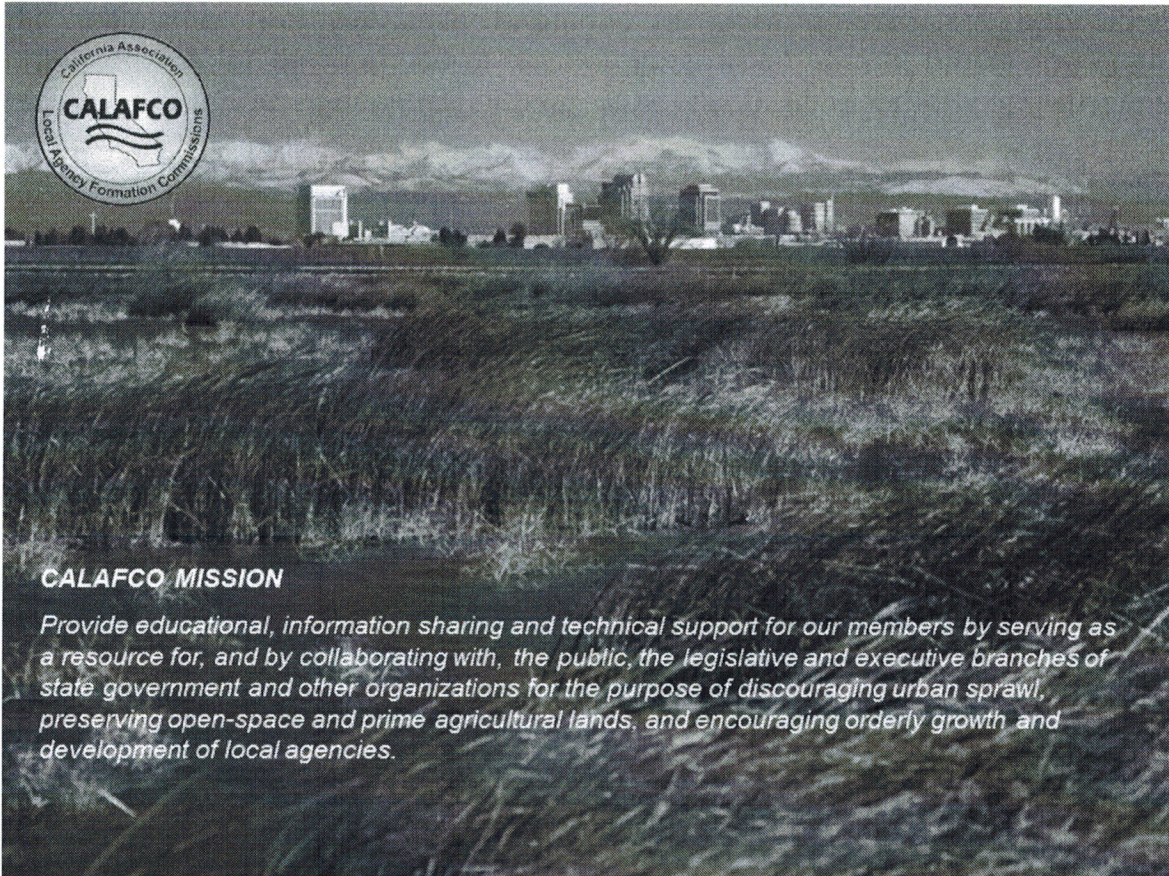 California Association
CALAFCO
Local Agency Formation Commissions
CALAFCO MISSION
Provide educational, information sharing and technical support for our members by serving as
a resource for, and by collaborating with, the public, the legislative and executive branches of
state government and other organizations for the purpose of discouraging urban sprawl,
preserving open-space and prime agricultural lands, and encouraging orderly growth and
development of local agencies.